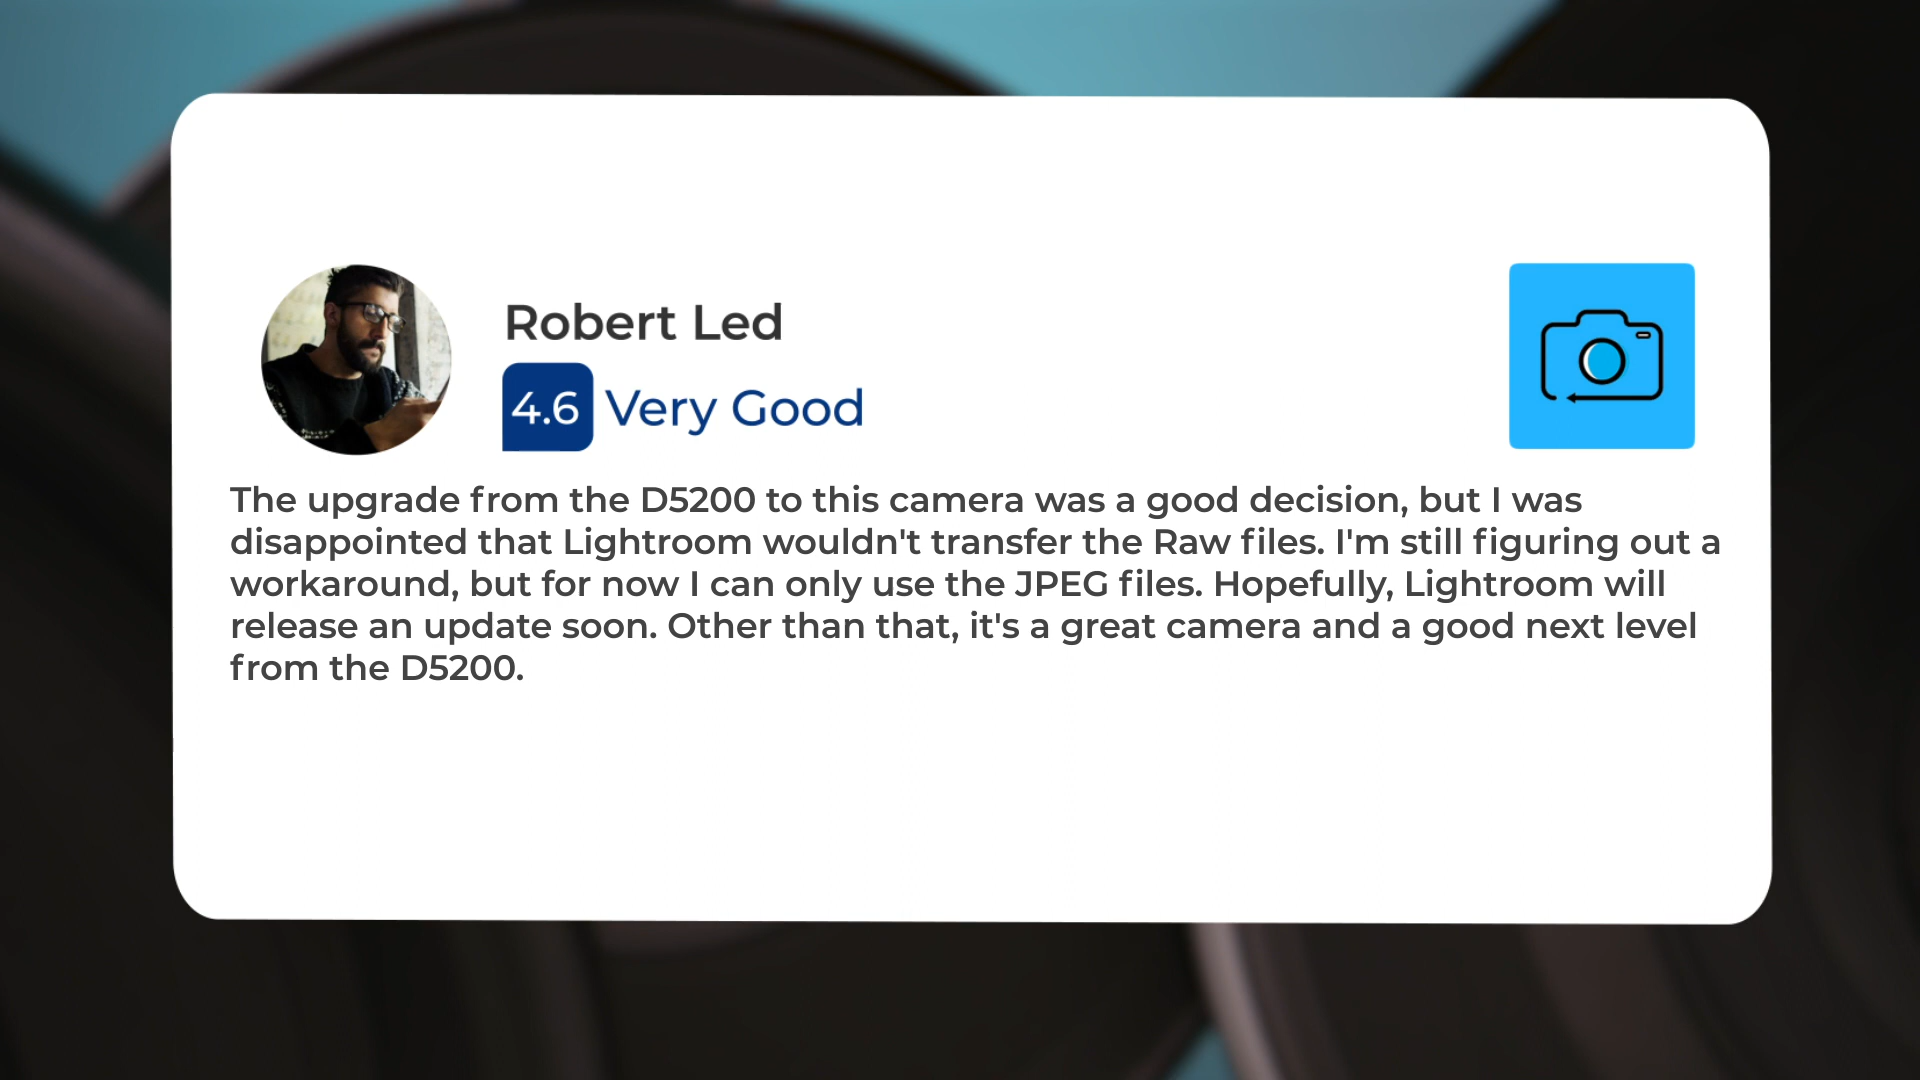 Robert Led
4.6 Very Good
The upgrade from the D5200 to this camera was a good decision, but I was
disappointed that Lightroom wouldn't transfer the Raw files. I'm still figuring out a
workaround, but for now I can only use the JPEG files. Hopefully, Lightroom will
release an update soon. Other than that, it's a great camera and a good next level
from the D5200.